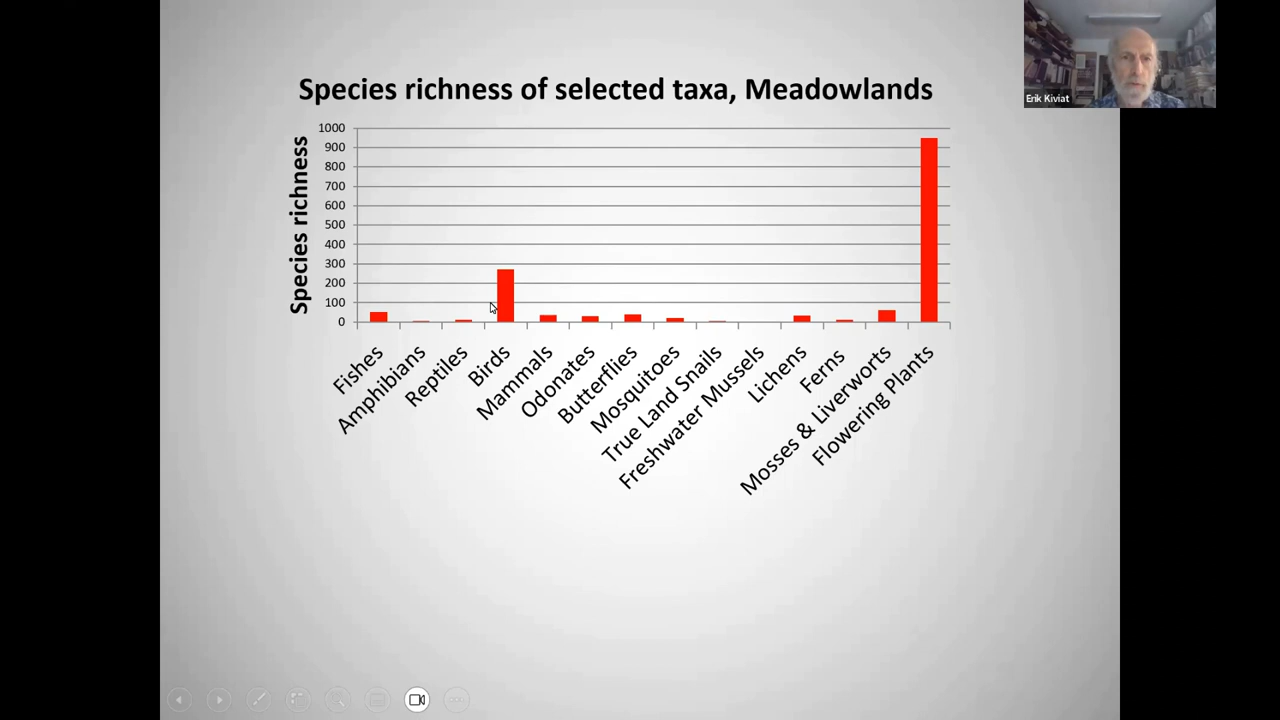 Species richness of selected taxa, Meadowlands
Erik Kiviat
Species richness
1000
900
800
700
600
500
400
300
200
100
0
Fishes
Amphibians
Reptiles
Birds
Mammals
Odonates
Butterflies
Mosquitoes
True Land Snails
Freshwater Mussels
Lichens
Ferns
Mosses & Liverworts
Flowering Plants